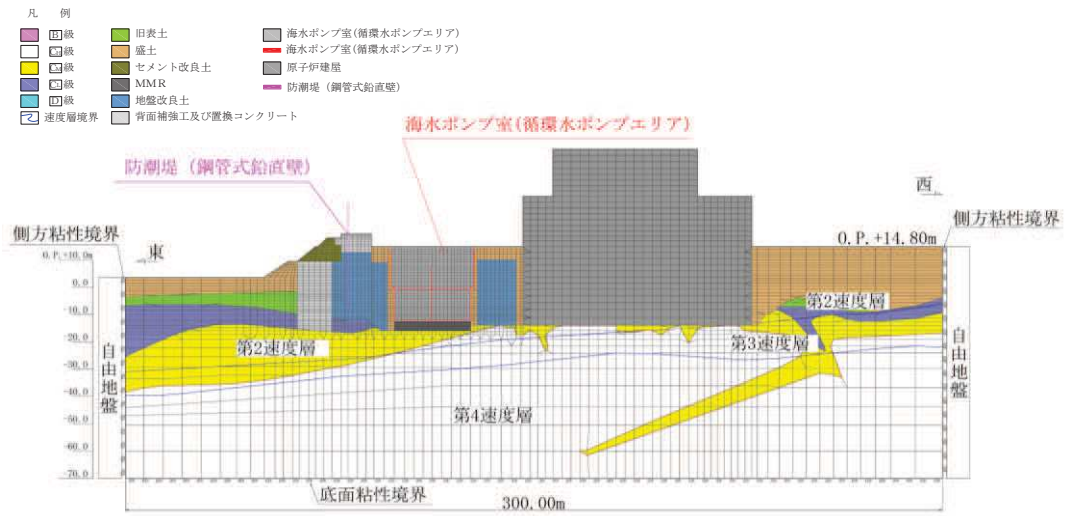 凡 例
B級
CH級
CM級
CL級
D級
速度層境界
旧表土
盛土
セメント改良土
MMR
地盤改良土
背面補強工及び置換コンクリート
海水ポンプ室(循環水ポンプエリア)
海水ポンプ室(循環水ポンプエリア)
原子炉建屋
防潮堤 (鋼管式鉛直壁)
海水ポンプ室(循環水ポンプエリア)
防潮堤 (鋼管式鉛直壁)
西
側方粘性境界
側方粘性境界
東
O.P.+14.80m
O.P.+10.0m
0.0
-10.0
-20.0
-30.0
-40.0
-50.0
-60.0
-70.0
自由地盤
自由地盤
第2速度層
第2速度層
第3速度層
第4速度層
底面粘性境界
300.00m